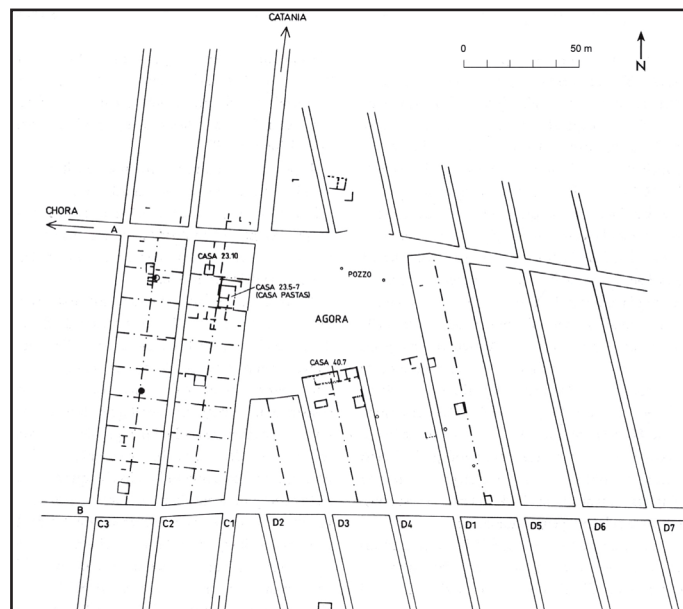 CATANIA
0 50 m
N
CHORA
A
CASA 23.10
POZZO
CASA 23.5-7
(CASA PASTAS)
AGORA
CASA 40.7
B
C3 C2 C1 D2 D3 D4 D1 D5 D6 D7